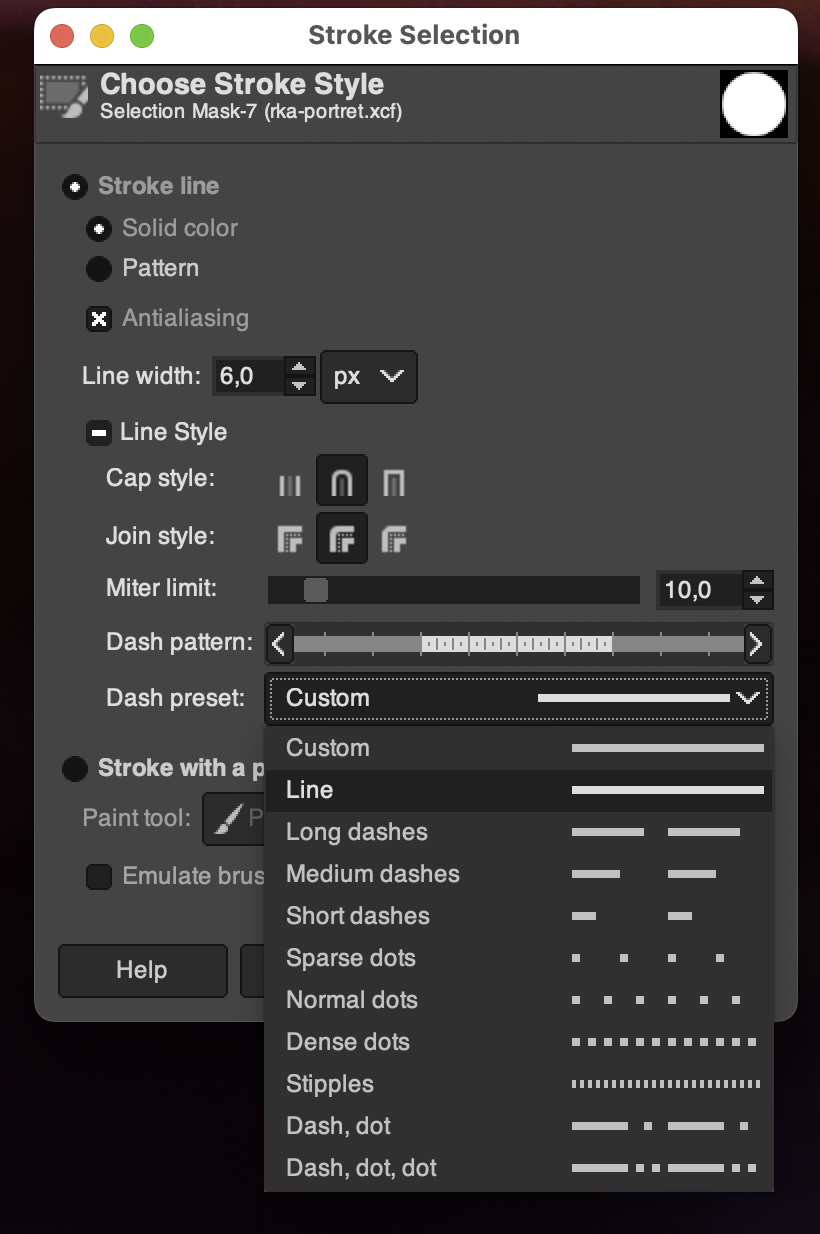 Stroke Selection
Choose Stroke Style
Selection Mask-7 (rka-portret.xcf)
Stroke line
Solid color
Pattern
Antialiasing
Line width: 6,0 px
Line Style
Cap style:
Join style:
Miter limit: 10,0
Dash pattern:
Dash preset: Custom
Custom
Line
Long dashes
Medium dashes
Short dashes
Sparse dots
Normal dots
Dense dots
Stipples
Dash, dot
Dash, dot, dot
Stroke with a p
Paint tool: P
Emulate brus
Help